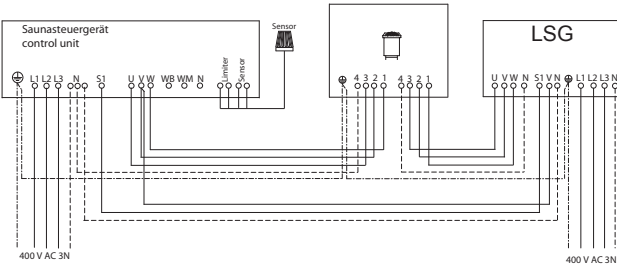 Saunasteuergerät
control unit
Sensor
LSG
L1 L2 L3 N S1 U V W WB WM N Limiter Sensor
4 3 2 1 4 3 2 1
U V W N S1 V N L1 L2 L3 N
400 V AC 3N
400 V AC 3N